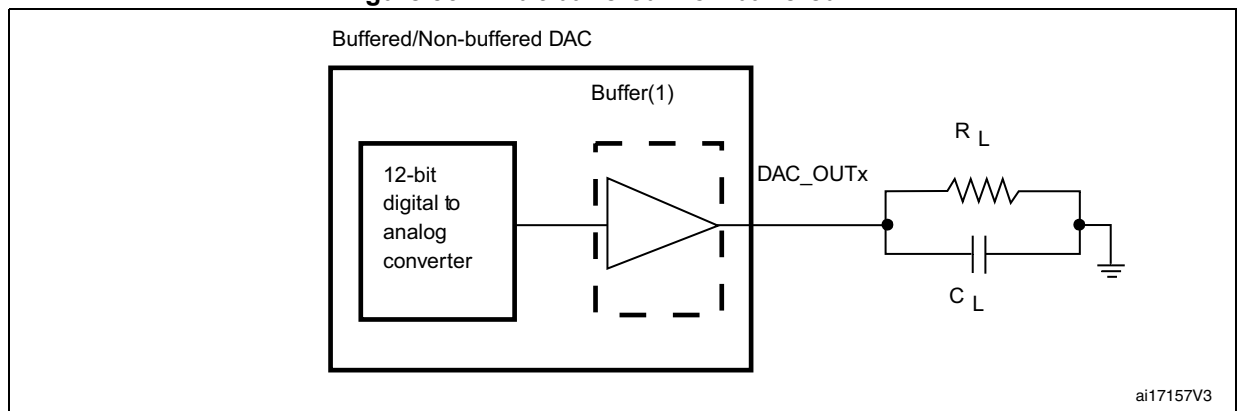 Buffered/Non-buffered DAC
Buffer(1)
12-bit
digital to
analog
converter
DAC_OUTx
R L
C L
ai17157V3